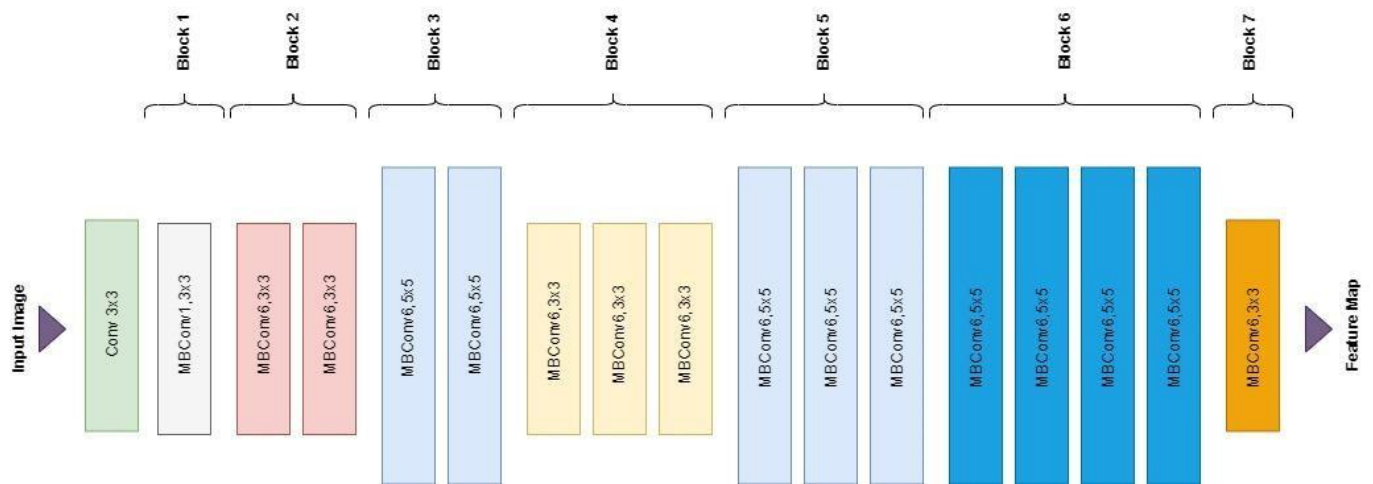 Block 1
Block 2
Block 3
Block 4
Block 5
Block 6
Block 7
Input Image
Conv 3x3
MBConv1,3x3
MBConv6,3x3
MBConv6,3x3
MBConv6,5x5
MBConv6,5x5
MBConv6,3x3
MBConv6,3x3
MBConv6,3x3
MBConv6,5x5
MBConv6,5x5
MBConv6,5x5
MBConv6,5x5
MBConv6,5x5
MBConv6,5x5
MBConv6,5x5
MBConv6,3x3
Feature Map